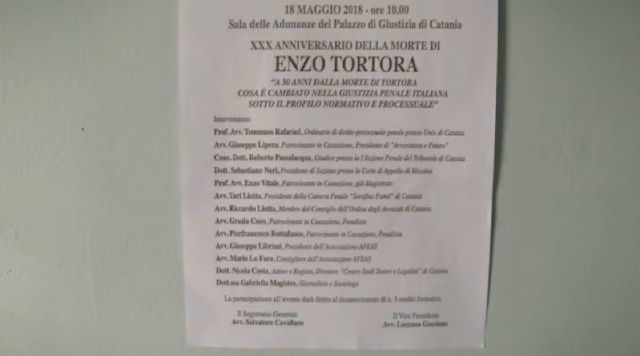 18 MAGGIO 2018 - ore 10.00
Sala delle Adunanze del Palazzo di Giustizia di Catania
XXX ANNIVERSARIO DELLA MORTE DI
ENZO TORTORA
"A 30 ANNI DALLA MORTE DI TORTORA
COSA È CAMBIATO NELLA GIUSTIZIA PENALE ITALIANA
SOTTO IL PROFILO NORMATIVO E PROCESSUALE"
Interverranno:
Prof. Avv. Tommaso Rafaraci, Ordinario di diritto processuale penale presso Univ. di Catania
Avv. Giuseppe Lipera, Patrocinante in Cassazione, Presidente di "Avvocatura e Futuro"
Cons. Dott. Roberto Passalacqua, Giudice presso la I Sezione Penale del Tribunale di Catania
Dott. Sebastiano Neri, Presidente di Sezione presso la Corte di Appello di Messina
Prof. Avv. Enzo Vitale, Patrocinante in Cassazione, già Magistrato
Avv. Turi Liotta, Presidente della Camera Penale "Serafino Famà" di Catania
Avv. Riccardo Liotta, Membro del Consiglio dell'Ordine degli Avvocati di Catania
Avv. Grazia Coco, Patrocinante in Cassazione, Penalista
Avv. Pierfrancesco Buttafuoco, Patrocinante in Cassazione, Penalista
Avv. Giuseppe Libriani, Presidente dell'Associazione
Avv. Mario Lo Faro, Consigliere dell'Associazione
Dott. Nicola Costa, Attore e Regista, Direttore "Centro Studi Teatro e Legalità" di Catania
Dott.ssa Gabriella Magistro, Giornalista e Sociologa
La partecipazione all'evento darà diritto al riconoscimento di n. 3 crediti formativi.
Il Segretario Generale
Avv. Salvatore Cavallaro
Il Vice Presidente
Avv. Lorenzo